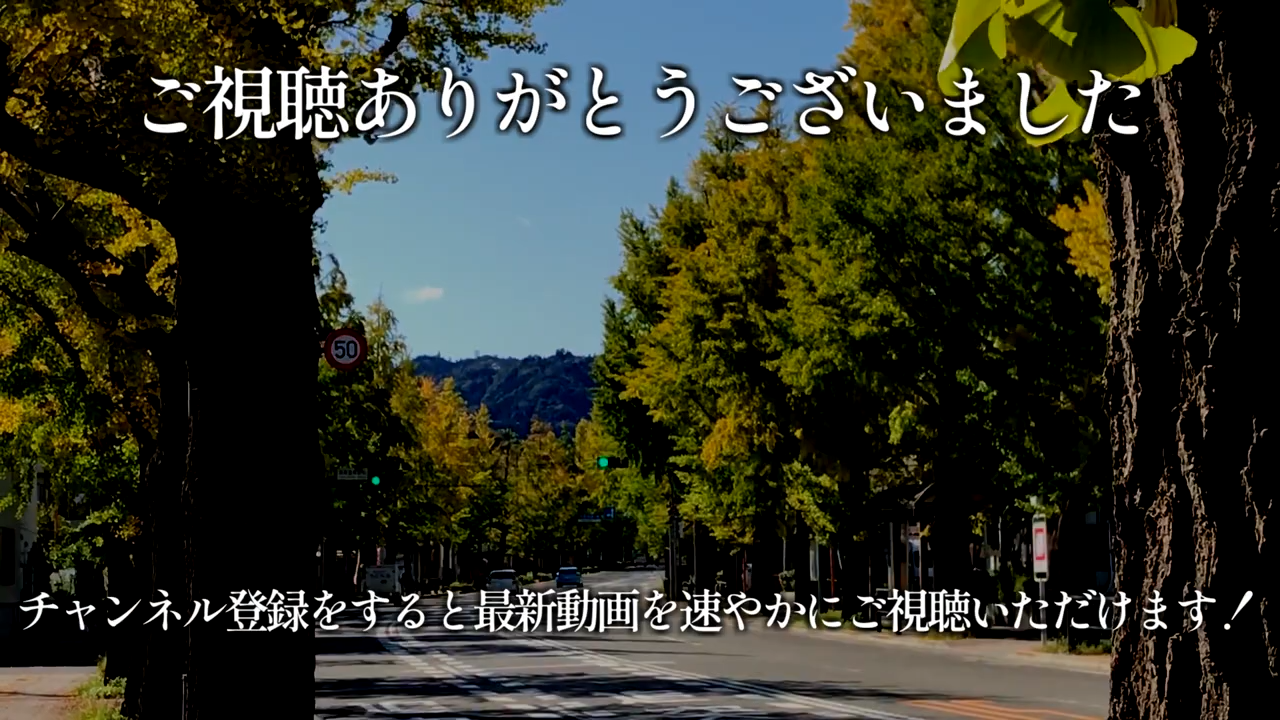 ご視聴ありがとうございました
50
チャンネル登録をすると最新動画を速やかにご視聴いただけます！